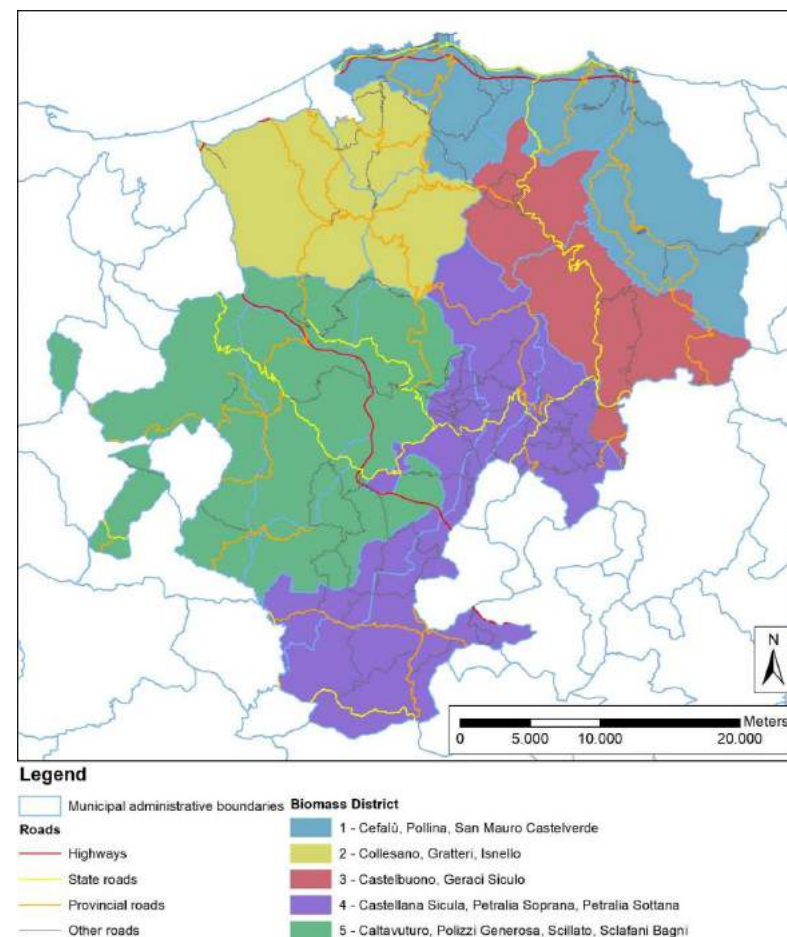 N
Meters
0 5.000 10.000 20.000
Legend
Municipal administrative boundaries
Roads
Highways
State roads
Provincial roads
Other roads
Biomass District
1 - Cefalù, Pollina, San Mauro Castelverde
2 - Collesano, Gratteri, Isnello
3 - Castelbuono, Geraci Siculo
4 - Castellana Sicula, Petralia Soprana, Petralia Sottana
5 - Caltavuturo, Polizzi Generosa, Scillato, Sclafani Bagni